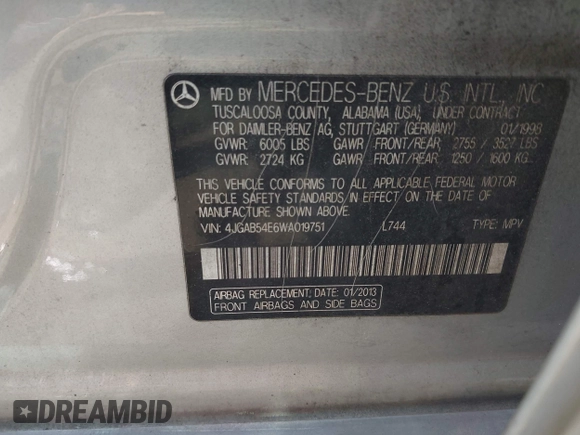 MFD BY MERCEDES-BENZ U.S. INTL., INC.
TUSCALOOSA COUNTY, ALABAMA (USA), UNDER CONTRACT
FOR DAIMLER-BENZ AG, STUTTGART (GERMANY) 01/1998
GVWR: 6005 LBS GAWR: FRONT/REAR: 2755 / 3527 LBS
GVWR: 2724 KG GAWR: FRONT/REAR: 1250 / 1600 KG
THIS VEHICLE CONFORMS TO ALL APPLICABLE FEDERAL MOTOR
VEHICLE SAFETY STANDARDS IN EFFECT ON THE DATE OF
MANUFACTURE SHOWN ABOVE.
VIN: 4JGAB54E6WA019751 L744 TYPE: MPV
AIRBAG REPLACEMENT; DATE: 01/2013
FRONT AIRBAGS AND SIDE BAGS
DREAMBID